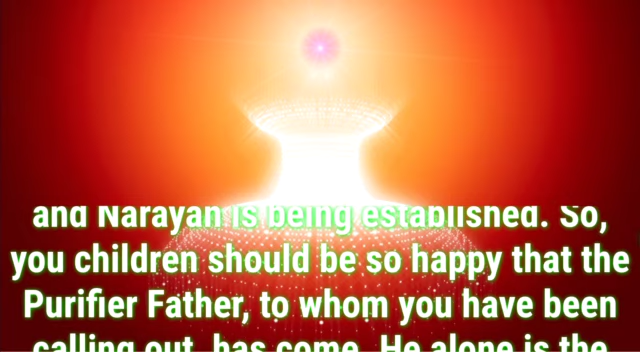 and Narayan is being established. So,
you children should be so happy that the
Purifier Father, to whom you have been
calling out, has come. He alone is the